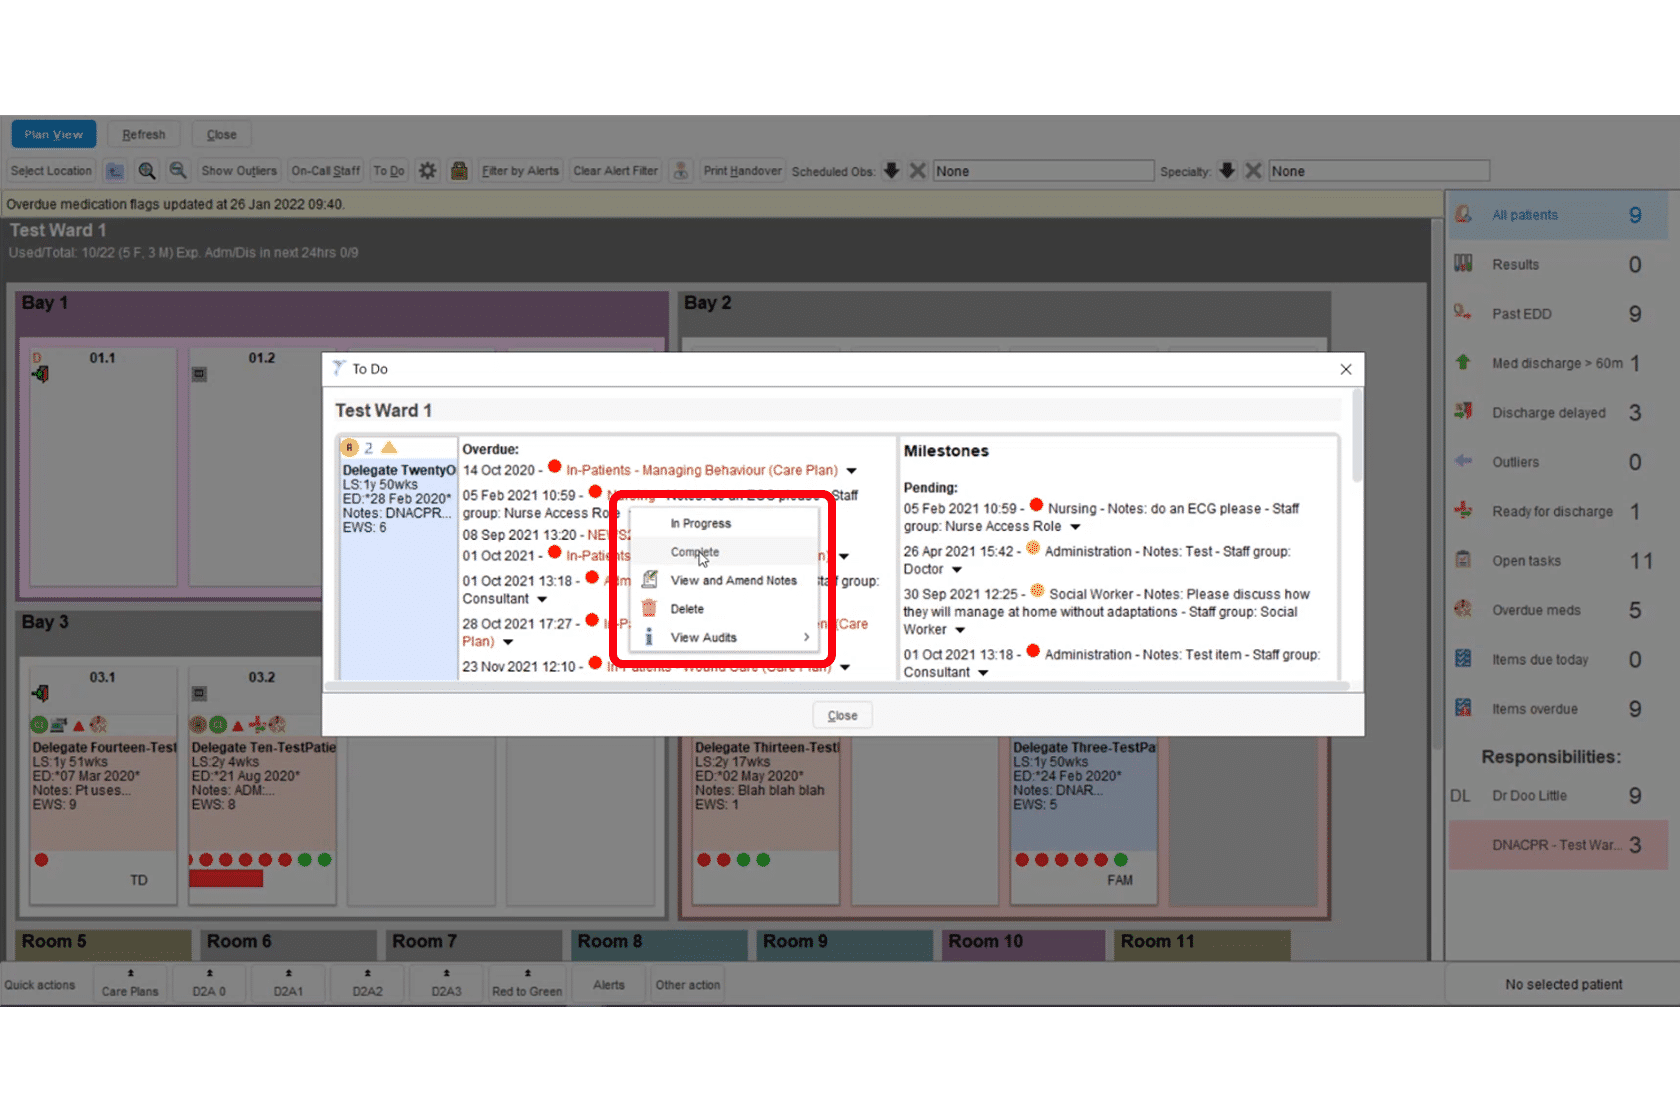 Plan View
Refresh
Close
Select Location
Show Outliers
On-Call Staff
To Do
Filter by Alerts
Clear Alert Filter
Print Handover
Scheduled Obs:
None
Specialty:
None
Overdue medication flags updated at 26 Jan 2022 09:40.
Test Ward 1
Used/Total: 10/22 (5 F, 3 M) Exp. Adm/Dis in next 24hrs 0/9
Bay 1
Bay 2
D
01.1
01.2
To Do
Test Ward 1
2
Delegate TwentyO
LS:1y 50wks
ED:*28 Feb 2020*
Notes: DNACPR...
EWS: 6
Overdue:
14 Oct 2020 - In-Patients - Managing Behaviour (Care Plan)
05 Feb 2021 10:59 - Nursing - Notes: do an ECG please - Staff
group: Nurse Access Role
08 Sep 2021 13:20 - NEWS2
01 Oct 2021 - In-Patients
01 Oct 2021 13:18 - Adm Staff group:
Consultant
28 Oct 2021 17:27 - In-Pa (Care
Plan)
23 Nov 2021 12:10 - In-Patients - Wound Care (Care Plan)
In Progress
Complete
View and Amend Notes
Delete
View Audits
Milestones
Pending:
05 Feb 2021 10:59 - Nursing - Notes: do an ECG please - Staff
group: Nurse Access Role
26 Apr 2021 15:42 - Administration - Notes: Test - Staff group:
Doctor
30 Sep 2021 12:25 - Social Worker - Notes: Please discuss how
they will manage at home without adaptations - Staff group: Social
Worker
01 Oct 2021 13:18 - Administration - Notes: Test item - Staff group:
Consultant
Close
Bay 3
03.1
03.2
Delegate Fourteen-Test
LS:1y 51wks
ED:*07 Mar 2020*
Notes: Pt uses...
EWS: 9
TD
Delegate Ten-TestPatie
LS:2y 4wks
ED:*21 Aug 2020*
Notes: ADM:...
EWS: 8
Delegate Thirteen-Test
LS:2y 17wks
ED:*02 May 2020*
Notes: Blah blah blah
EWS: 1
Delegate Three-TestPa
LS:1y 50wks
ED:*24 Feb 2020*
Notes: DNAR...
EWS: 5
FAM
Room 5
Room 6
Room 7
Room 8
Room 9
Room 10
Room 11
Quick actions
Care Plans
D2A 0
D2A1
D2A2
D2A3
Red to Green
Alerts
Other action
All patients 9
Results 0
Past EDD 9
Med discharge > 60m 1
Discharge delayed 3
Outliers 0
Ready for discharge 1
Open tasks 11
Overdue meds 5
Items due today 0
Items overdue 9
Responsibilities:
DL Dr Doo Little 9
DNACPR - Test War... 3
No selected patient